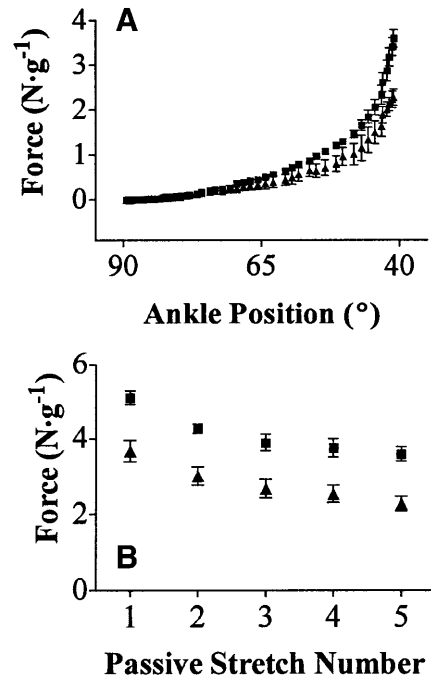 A
Force (N·g⁻¹)
4
3
2
1
0
90
65
40
Ankle Position (°)
B
Force (N·g⁻¹)
6
4
2
0
1
2
3
4
5
Passive Stretch Number